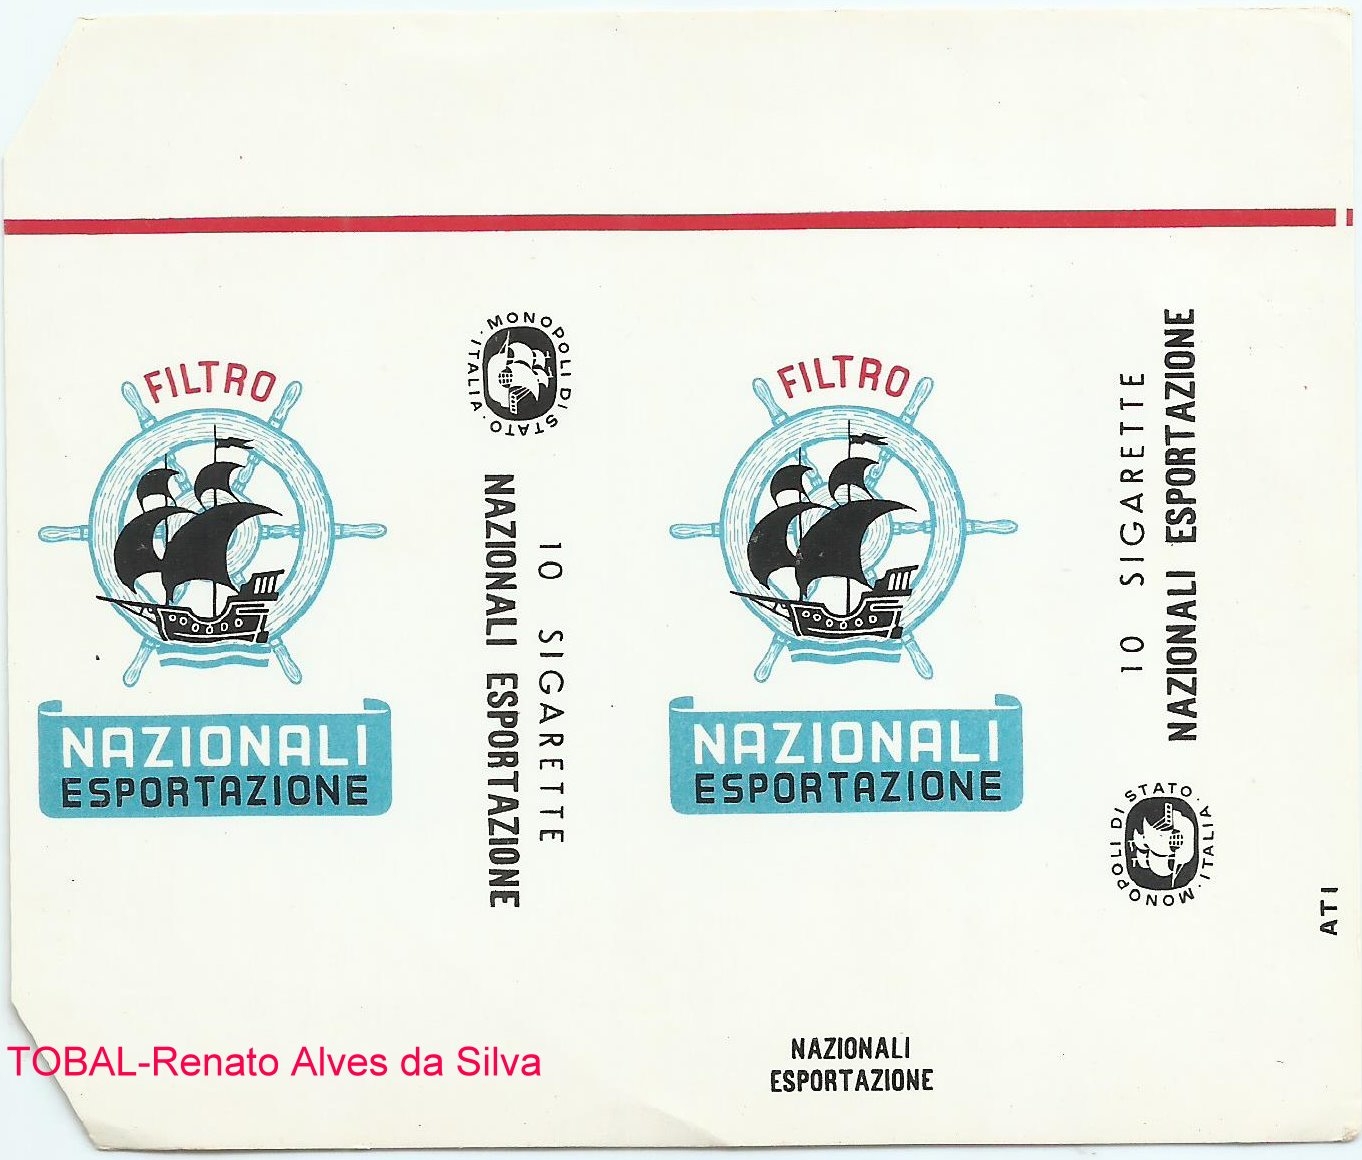 FILTRO
NAZIONALI
ESPORTAZIONE
MONOPOLI DI STATO · ITALIA ·
10 SIGARETTE
NAZIONALI ESPORTAZIONE
FILTRO
NAZIONALI
ESPORTAZIONE
10 SIGARETTE
NAZIONALI ESPORTAZIONE
MONOPOLI DI STATO · ITALIA ·
ATI
NAZIONALI
ESPORTAZIONE
TOBAL-Renato Alves da Silva